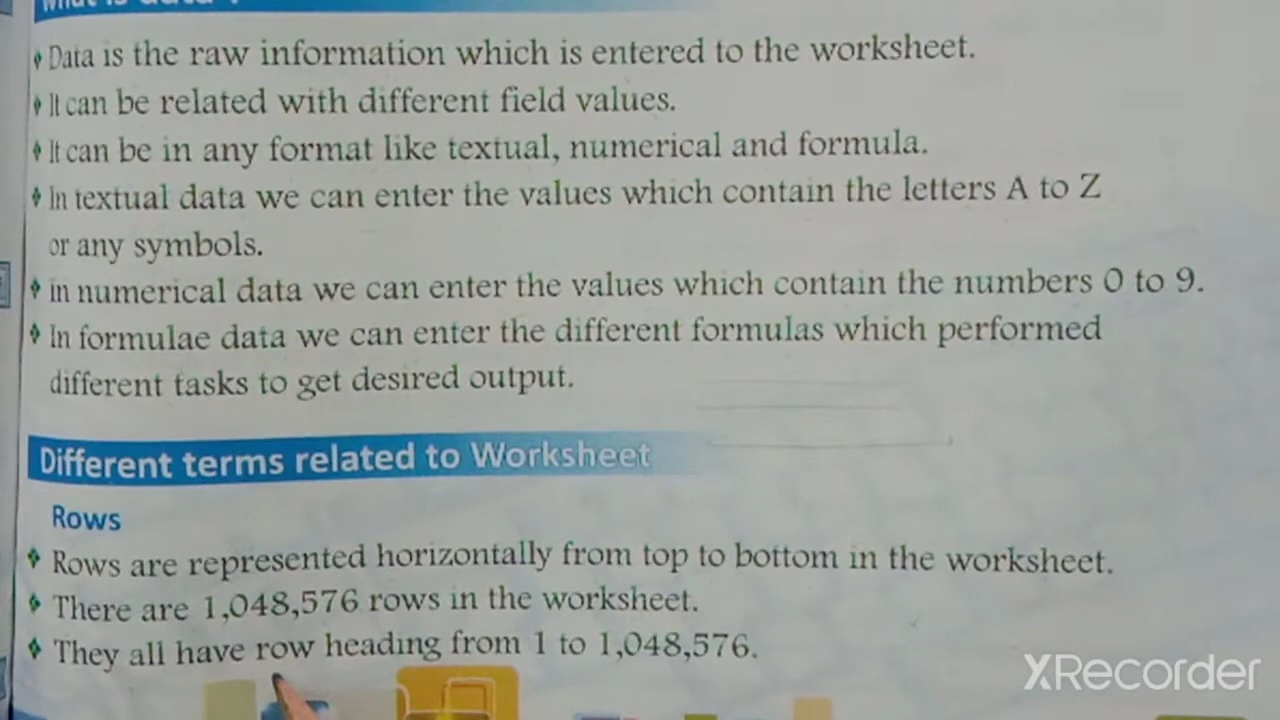 What is data ?
Data is the raw information which is entered to the worksheet.
It can be related with different field values.
It can be in any format like textual, numerical and formula.
In textual data we can enter the values which contain the letters A to Z
or any symbols.
in numerical data we can enter the values which contain the numbers 0 to 9.
In formulae data we can enter the different formulas which performed
different tasks to get desired output.
Different terms related to Worksheet
Rows
Rows are represented horizontally from top to bottom in the worksheet.
There are 1,048,576 rows in the worksheet.
They all have row heading from 1 to 1,048,576.
XRecorder